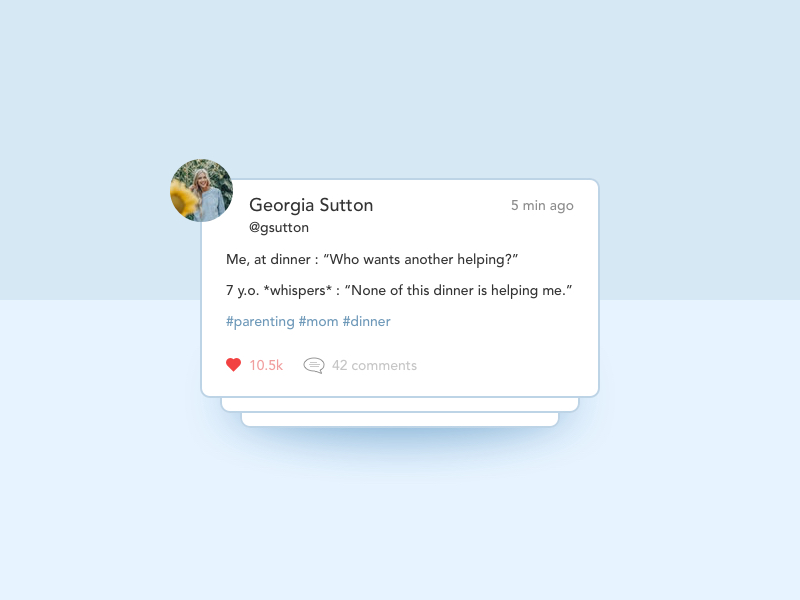 Georgia Sutton
5 min ago
@gsutton
Me, at dinner : “Who wants another helping?”
7 y.o. *whispers* : “None of this dinner is helping me.”
#parenting #mom #dinner
10.5k 42 comments